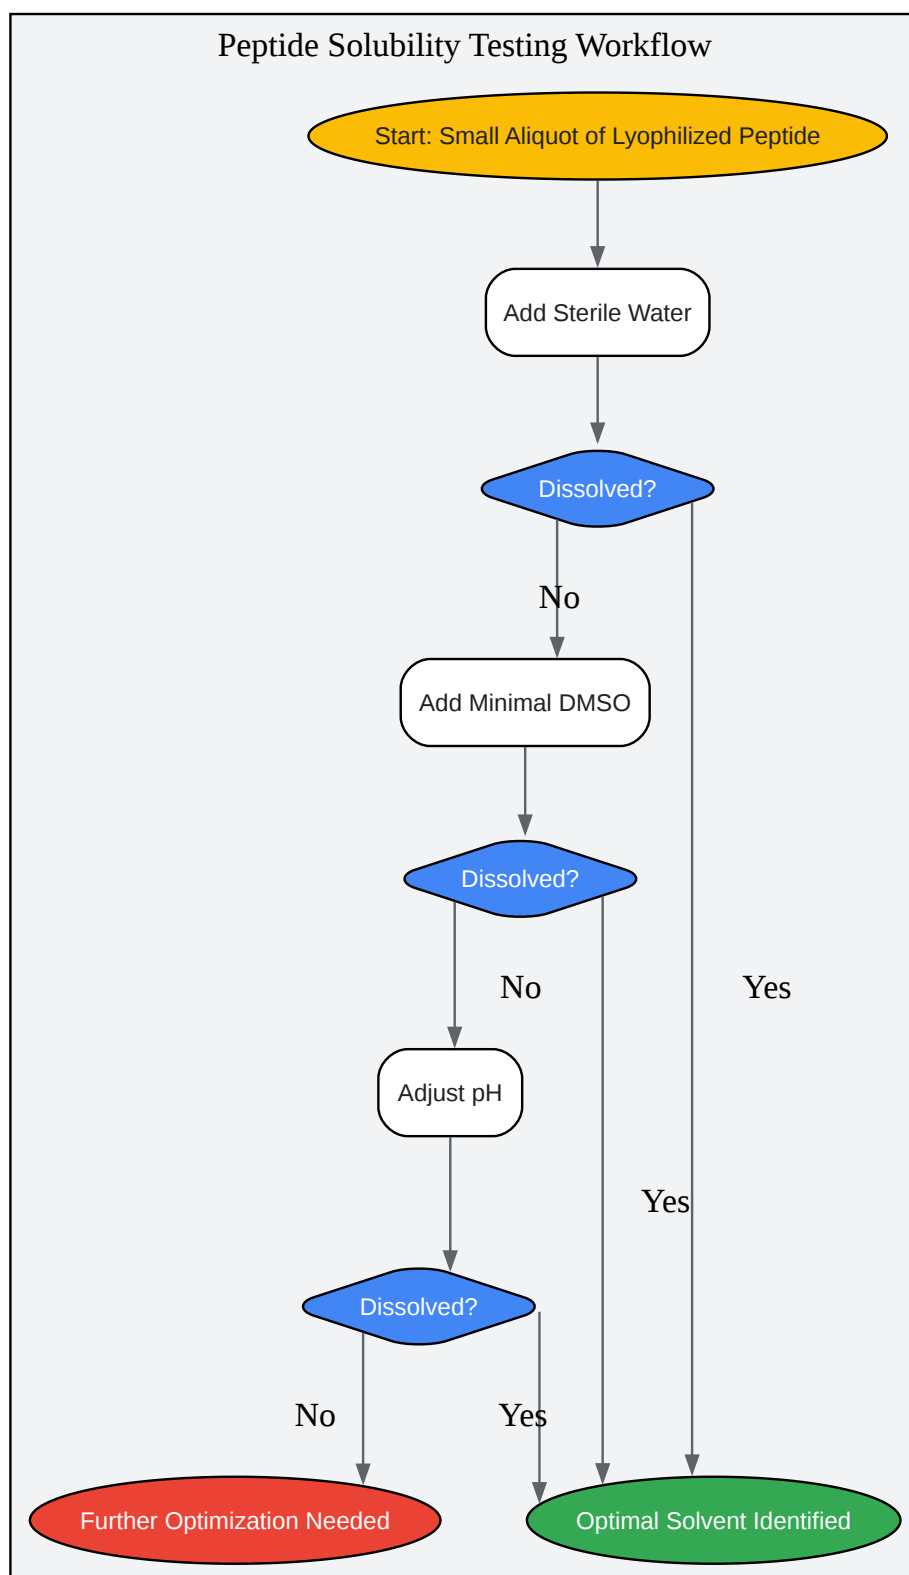 Peptide Solubility Testing Workflow
Start: Small Aliquot of Lyophilized Peptide
Add Sterile Water
Dissolved?
No
Add Minimal DMSO
Dissolved?
No
Yes
Adjust pH
Yes
Dissolved?
No
Yes
Further Optimization Needed
Optimal Solvent Identified